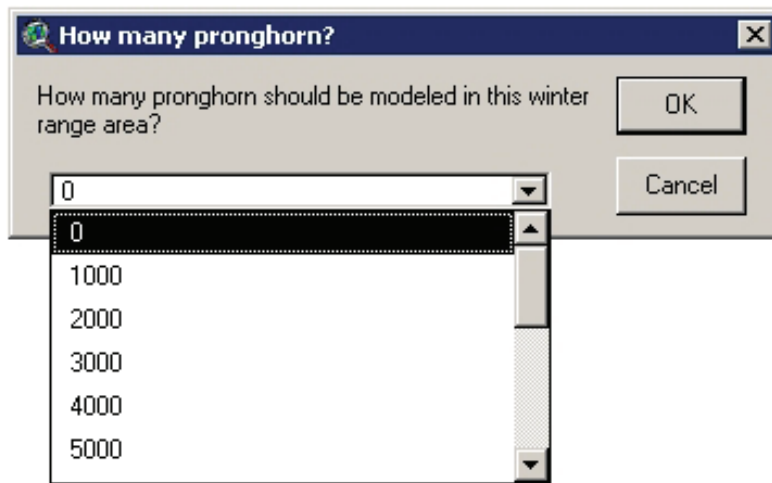 How many pronghorn?
How many pronghorn should be modeled in this winter
range area?
OK
Cancel
0
0
1000
2000
3000
4000
5000